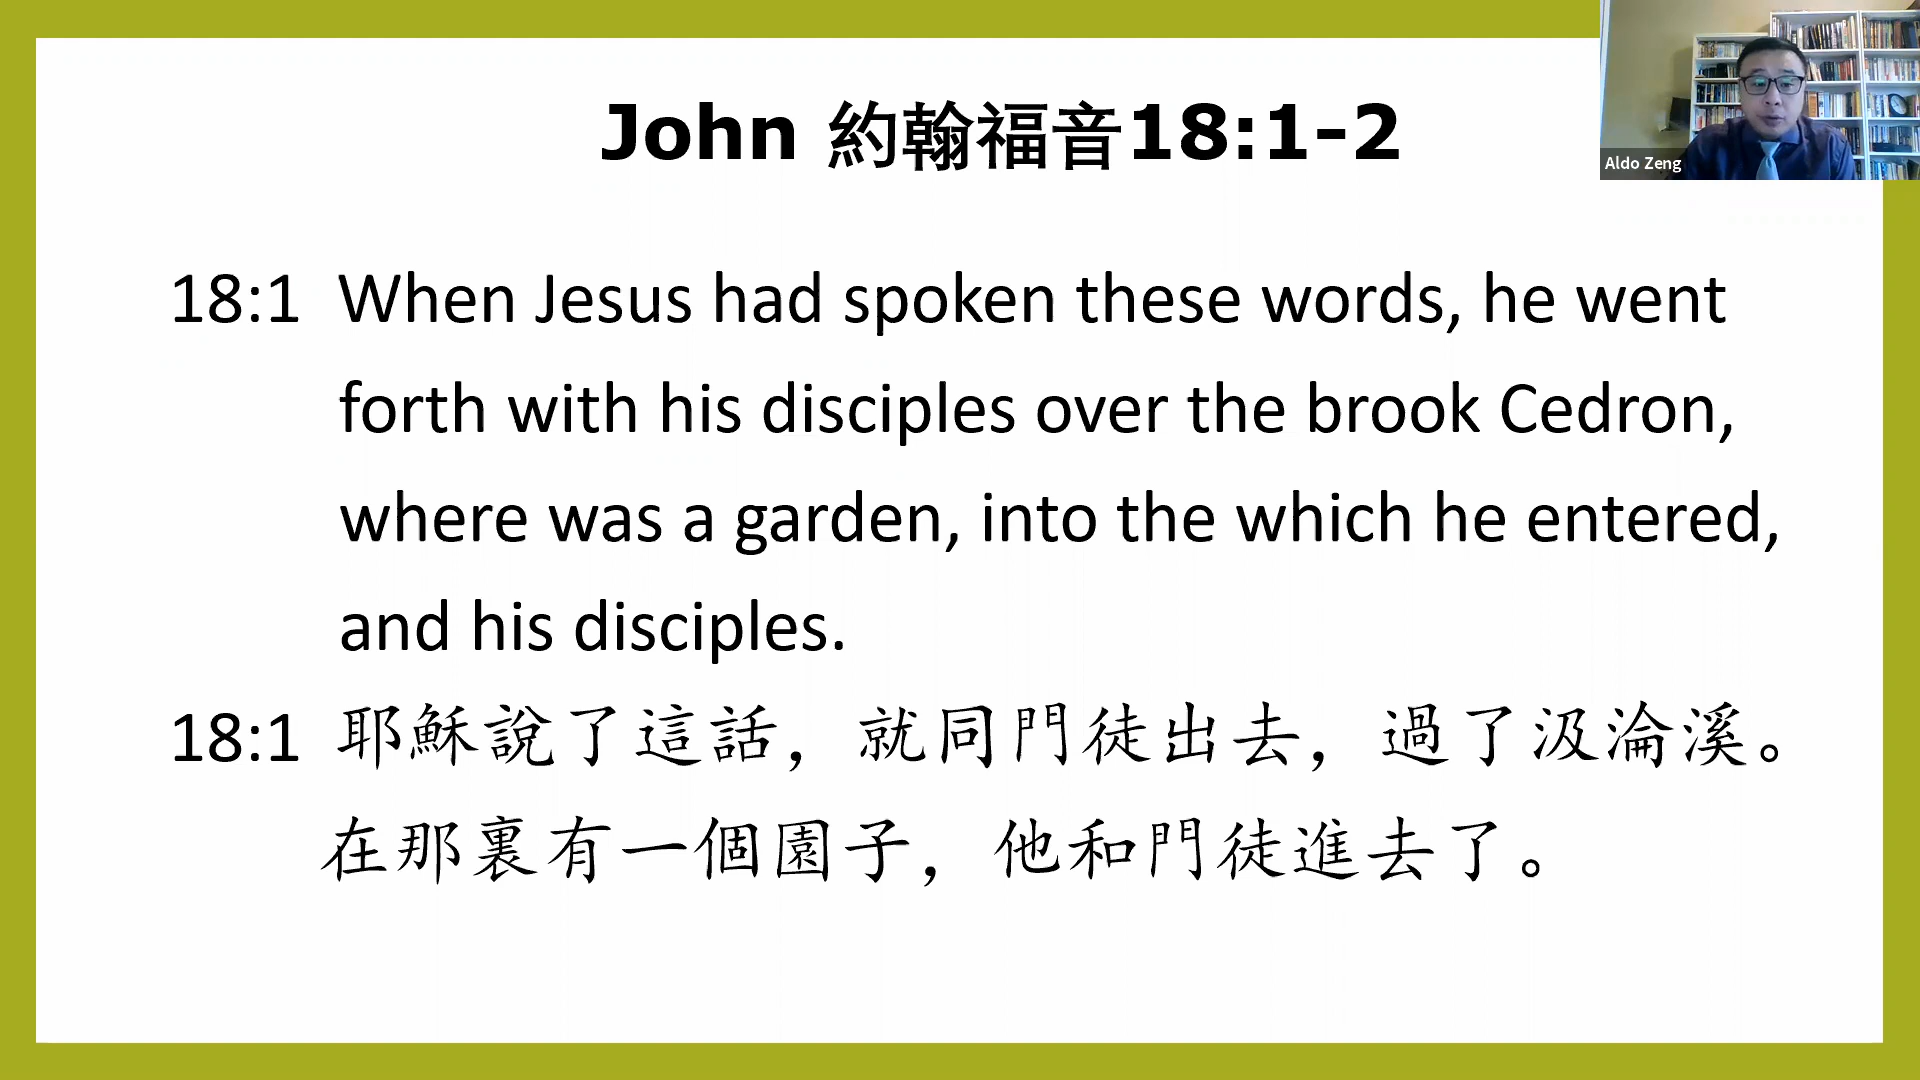 John 約翰福音18:1-2
Aldo Zeng
18:1 When Jesus had spoken these words, he went
forth with his disciples over the brook Cedron,
where was a garden, into the which he entered,
and his disciples.
18:1 耶穌說了這話，就同門徒出去，過了汲淪溪。
在那裏有一個園子，他和門徒進去了。